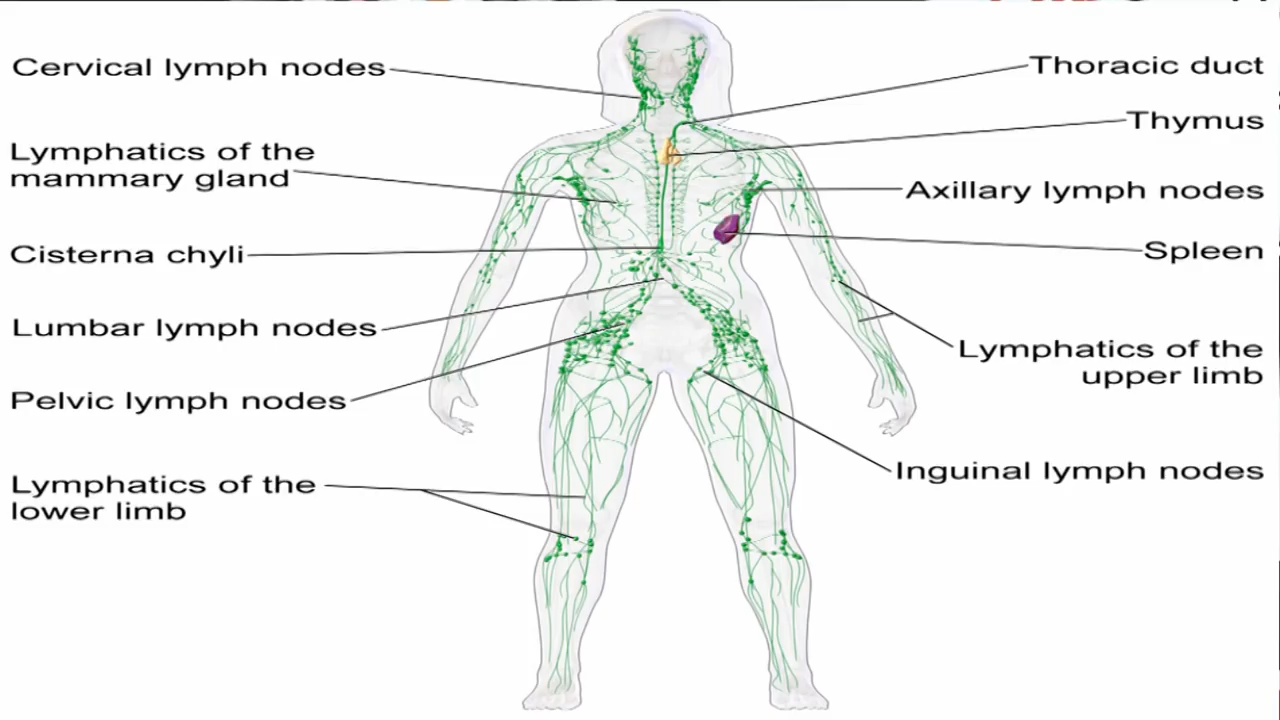 Cervical lymph nodes
Lymphatics of the
mammary gland
Cisterna chyli
Lumbar lymph nodes
Pelvic lymph nodes
Lymphatics of the
lower limb
Thoracic duct
Thymus
Axillary lymph nodes
Spleen
Lymphatics of the
upper limb
Inguinal lymph nodes